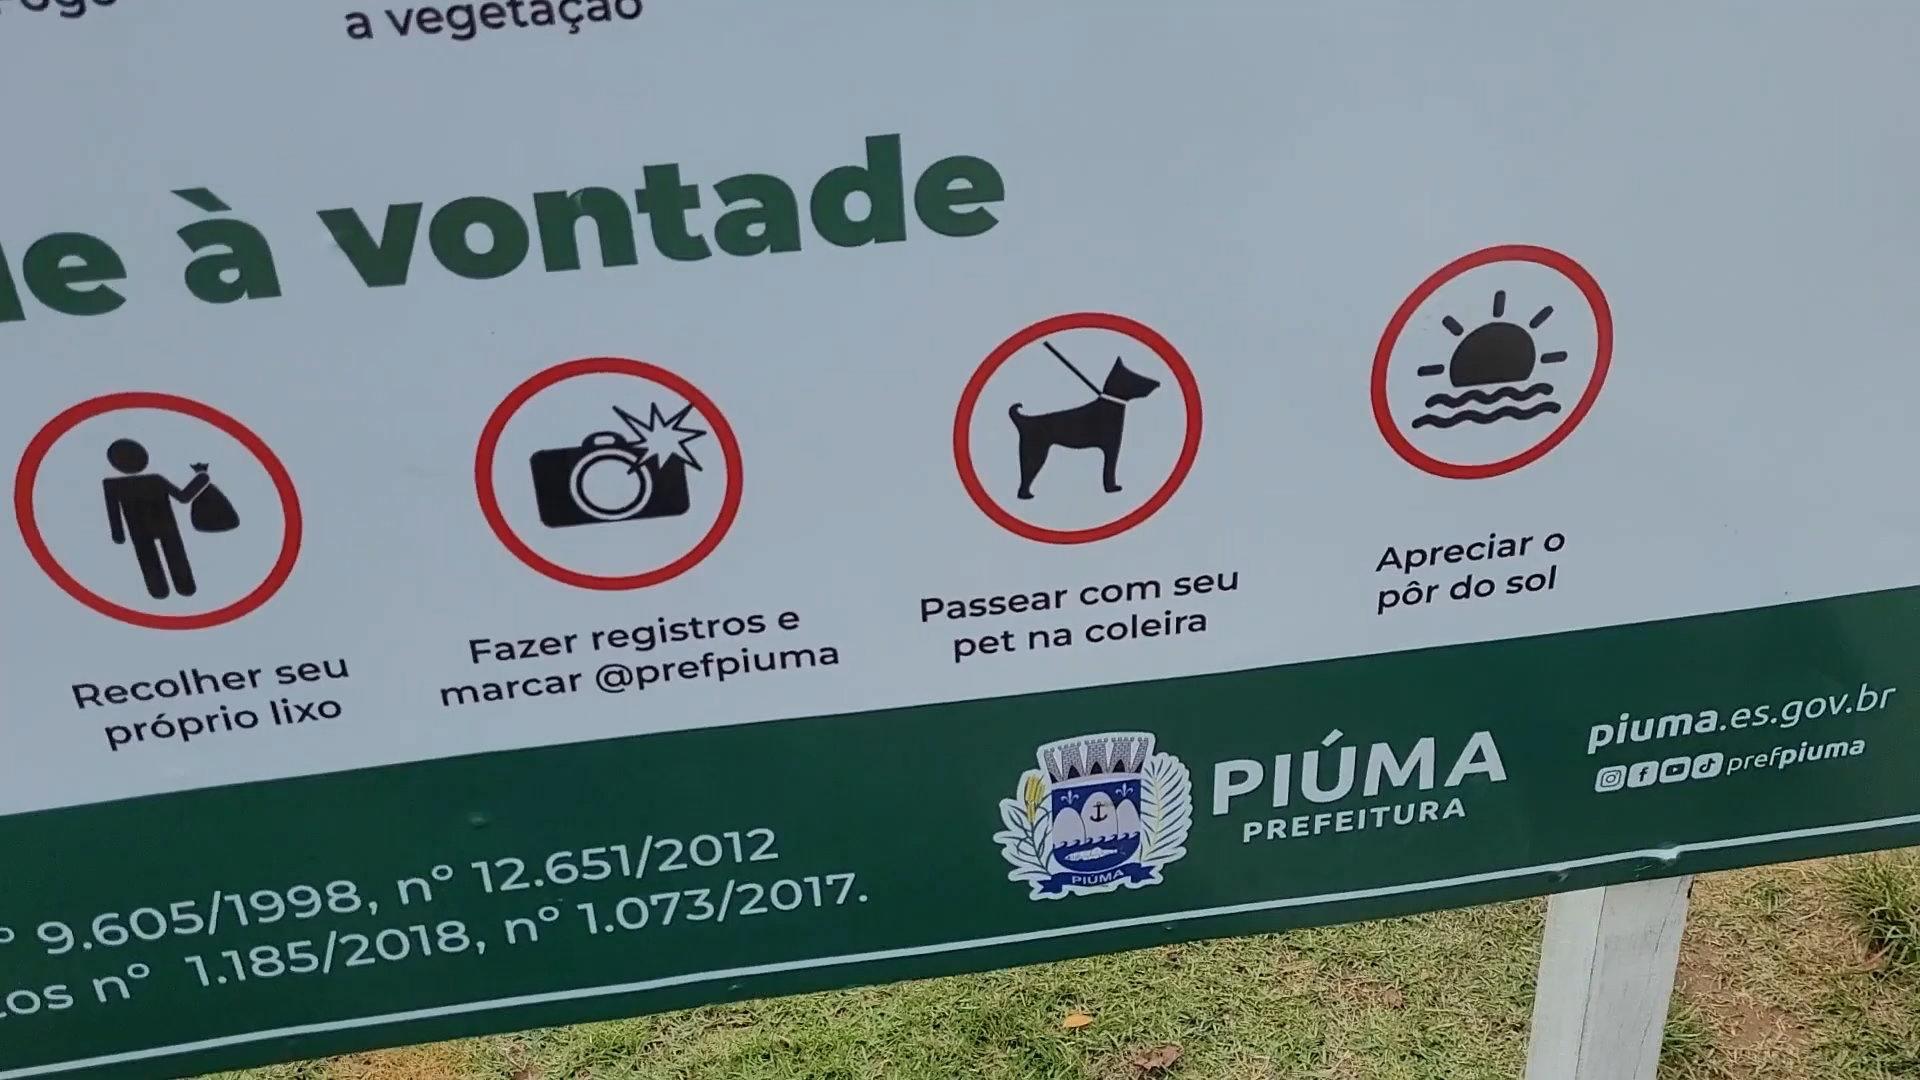 a vegetação
à vontade
Recolher seu
próprio lixo
Fazer registros e
marcar @prefpiuma
Passear com seu
pet na coleira
Apreciar o
pôr do sol
nº 9.605/1998, nº 12.651/2012
nº 1.185/2018, nº 1.073/2017.
PIÚMA
PIÚMA
PREFEITURA
piuma.es.gov.br
prefpiuma